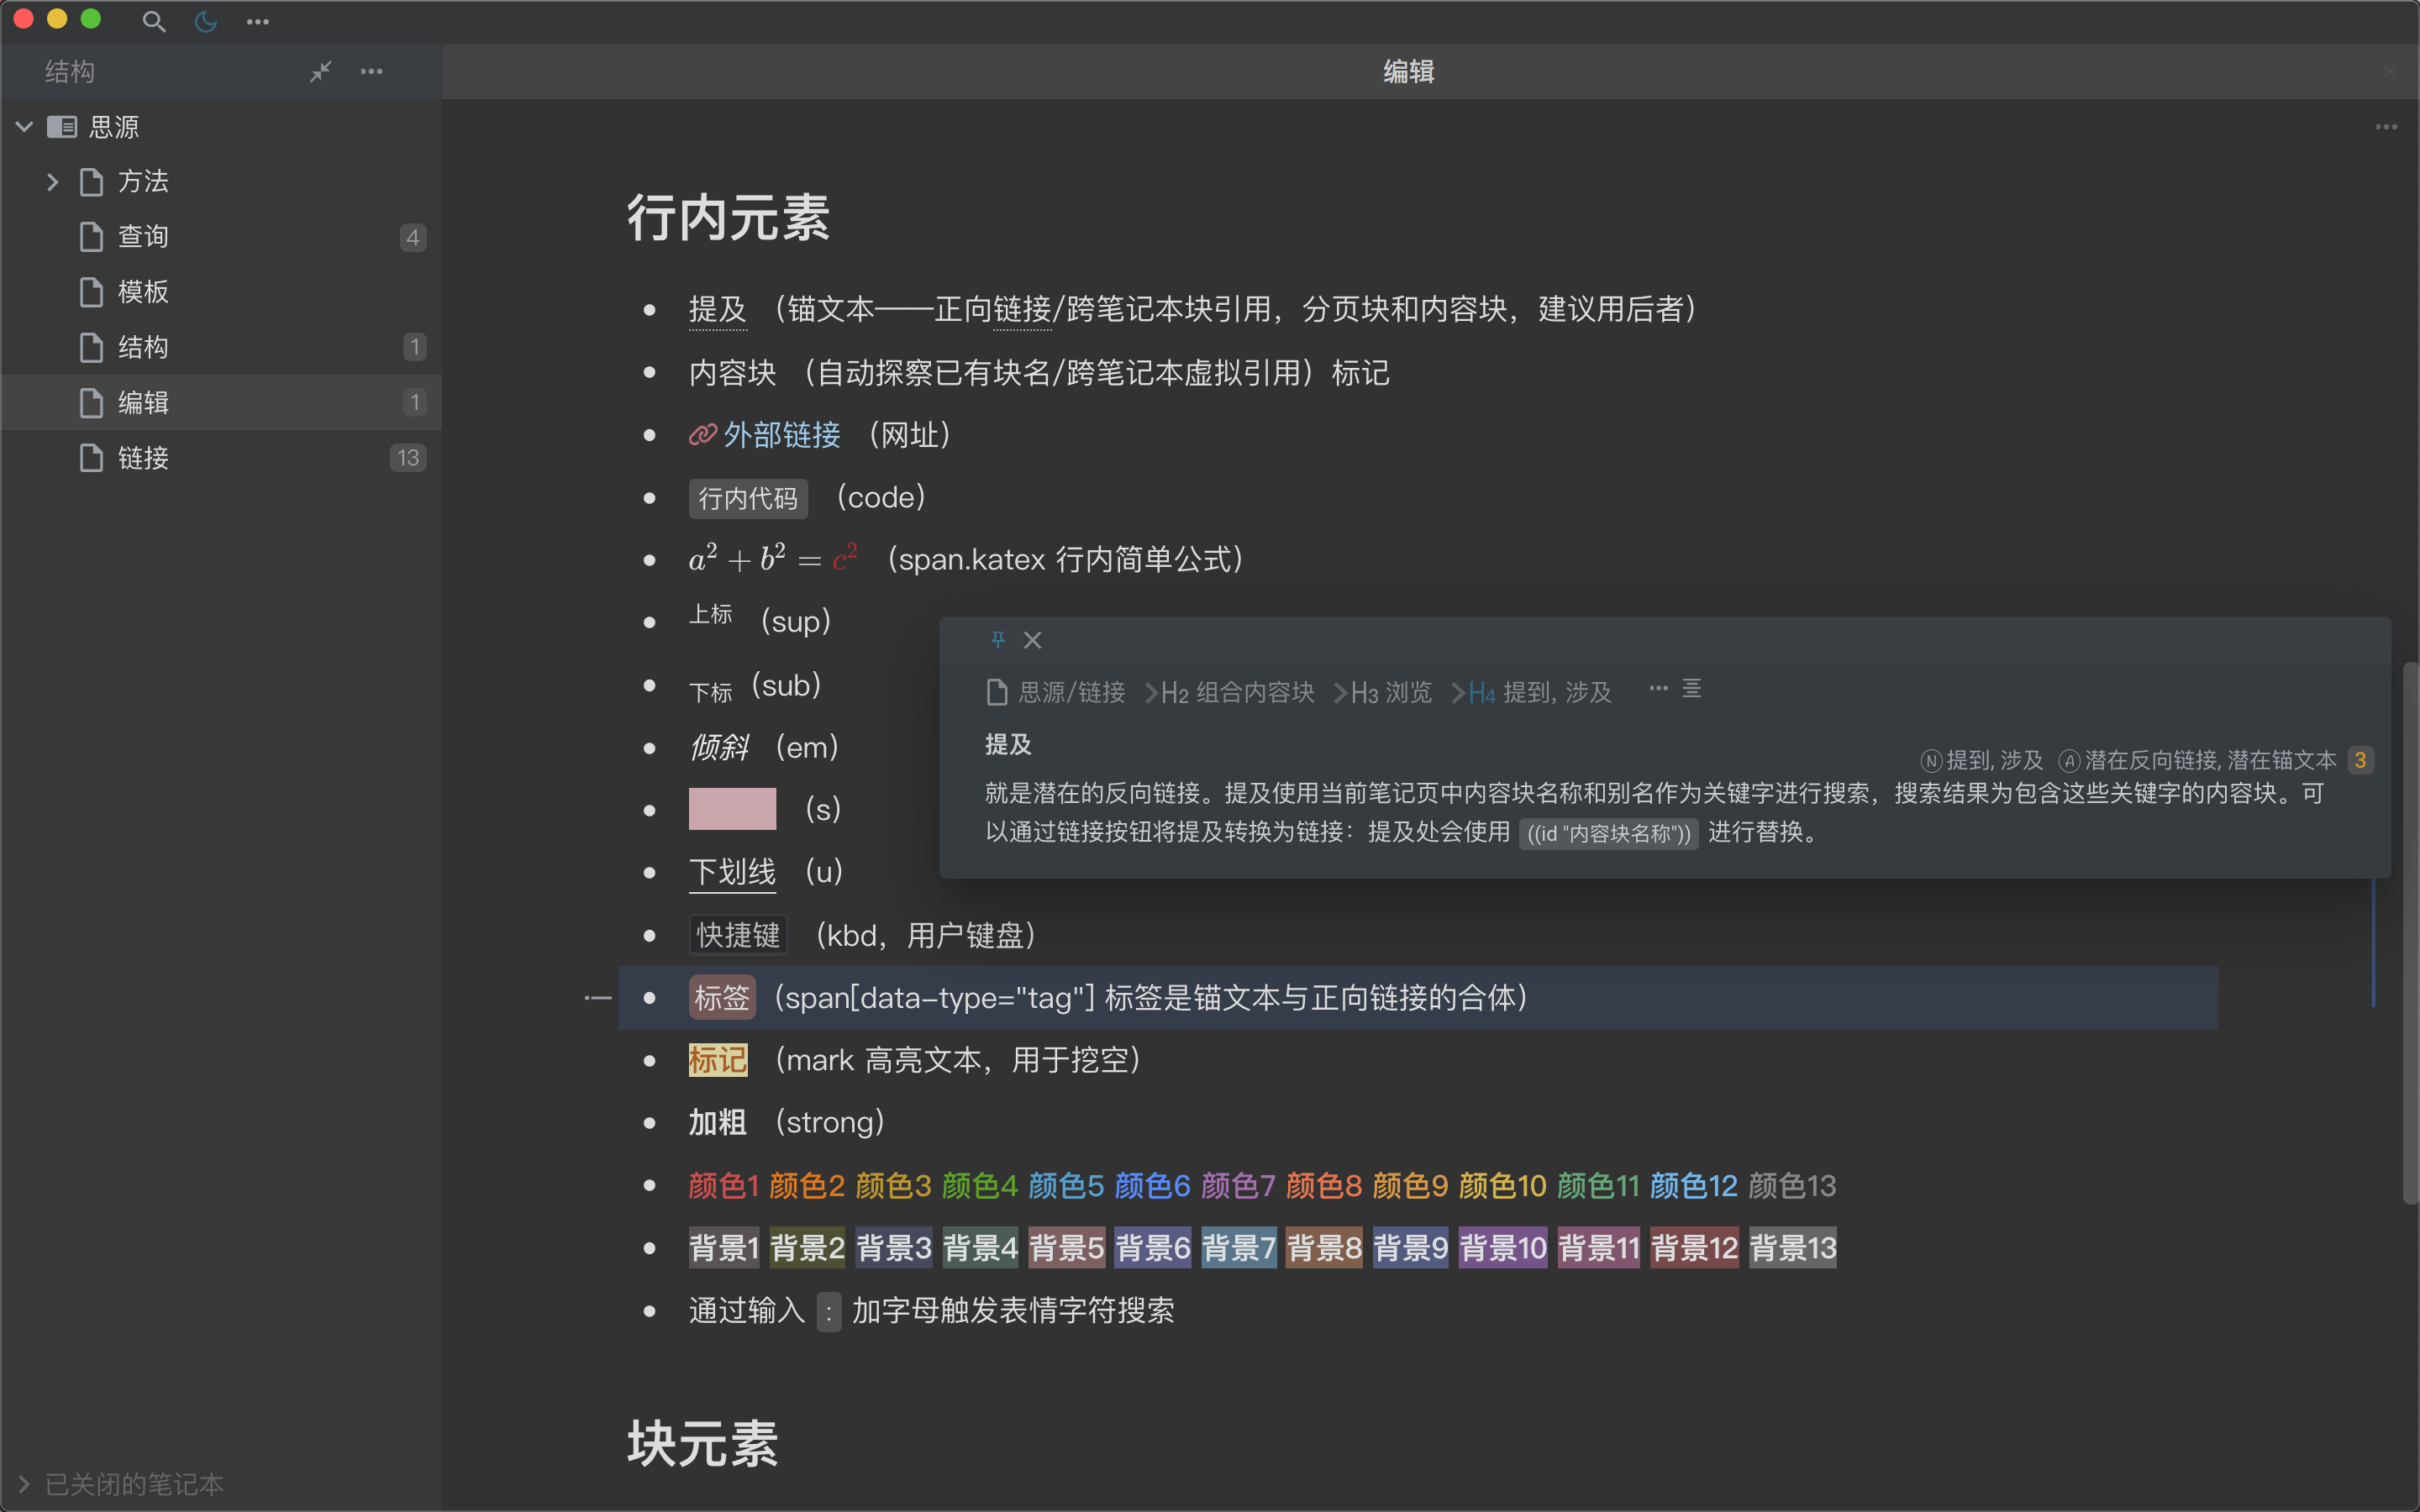 结构
编辑
思源
方法
查询 4
模板
结构 1
编辑 1
链接 13
已关闭的笔记本
行内元素
提及 （锚文本——正向链接/跨笔记本块引用，分页块和内容块，建议用后者）
内容块 （自动探察已有块名/跨笔记本虚拟引用）标记
外部链接 （网址）
行内代码 （code）
a² + b² = c² （span.katex 行内简单公式）
上标 （sup）
下标 （sub）
倾斜 （em）
（s）
下划线 （u）
快捷键 （kbd，用户键盘）
标签 （span[data-type="tag"] 标签是锚文本与正向链接的合体）
标记 （mark 高亮文本，用于挖空）
加粗 （strong）
颜色1 颜色2 颜色3 颜色4 颜色5 颜色6 颜色7 颜色8 颜色9 颜色10 颜色11 颜色12 颜色13
背景1 背景2 背景3 背景4 背景5 背景6 背景7 背景8 背景9 背景10 背景11 背景12 背景13
通过输入 : 加字母触发表情字符搜索
块元素
思源/链接 H2 组合内容块 H3 浏览 H4 提到, 涉及
提及
N 提到, 涉及 A 潜在反向链接, 潜在锚文本 3
就是潜在的反向链接。提及使用当前笔记页中内容块名称和别名作为关键字进行搜索，搜索结果为包含这些关键字的内容块。可
以通过链接按钮将提及转换为链接：提及处会使用 ((id "内容块名称")) 进行替换。